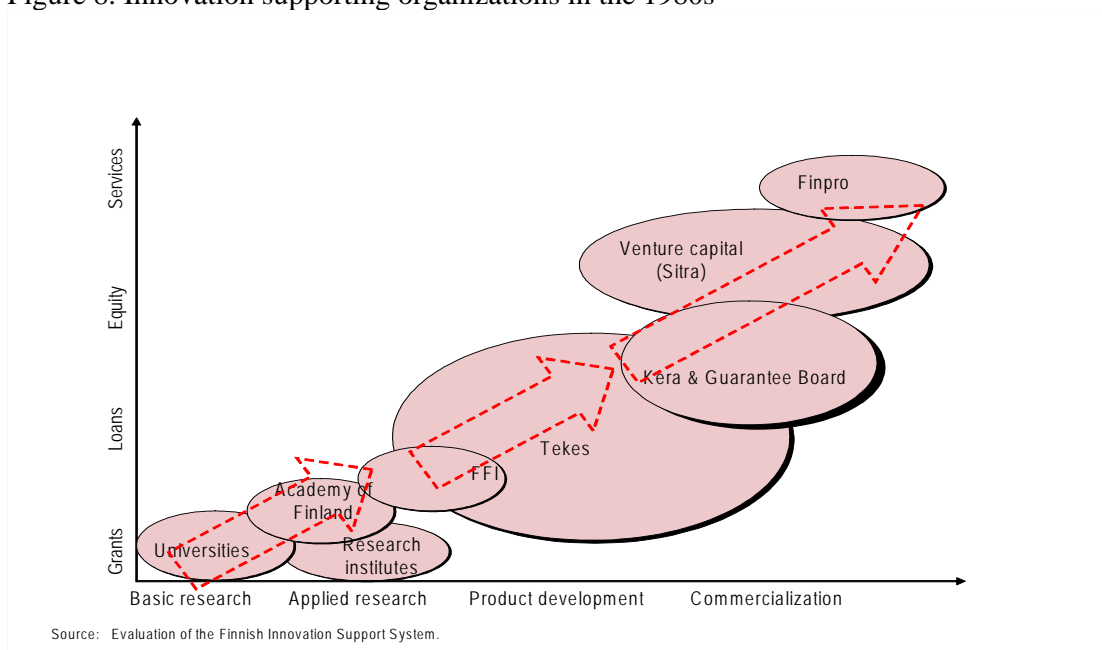 Figure 8. Innovation supporting organizations in the 1980s
Services
Equity
Loans
Grants
Finpro
Venture capital
(Sitra)
Kera & Guarantee Board
Tekes
FFI
Academy of
Finland
Universities
Research
institutes
Basic research
Applied research
Product development
Commercialization
Source: Evaluation of the Finnish Innovation Support System.